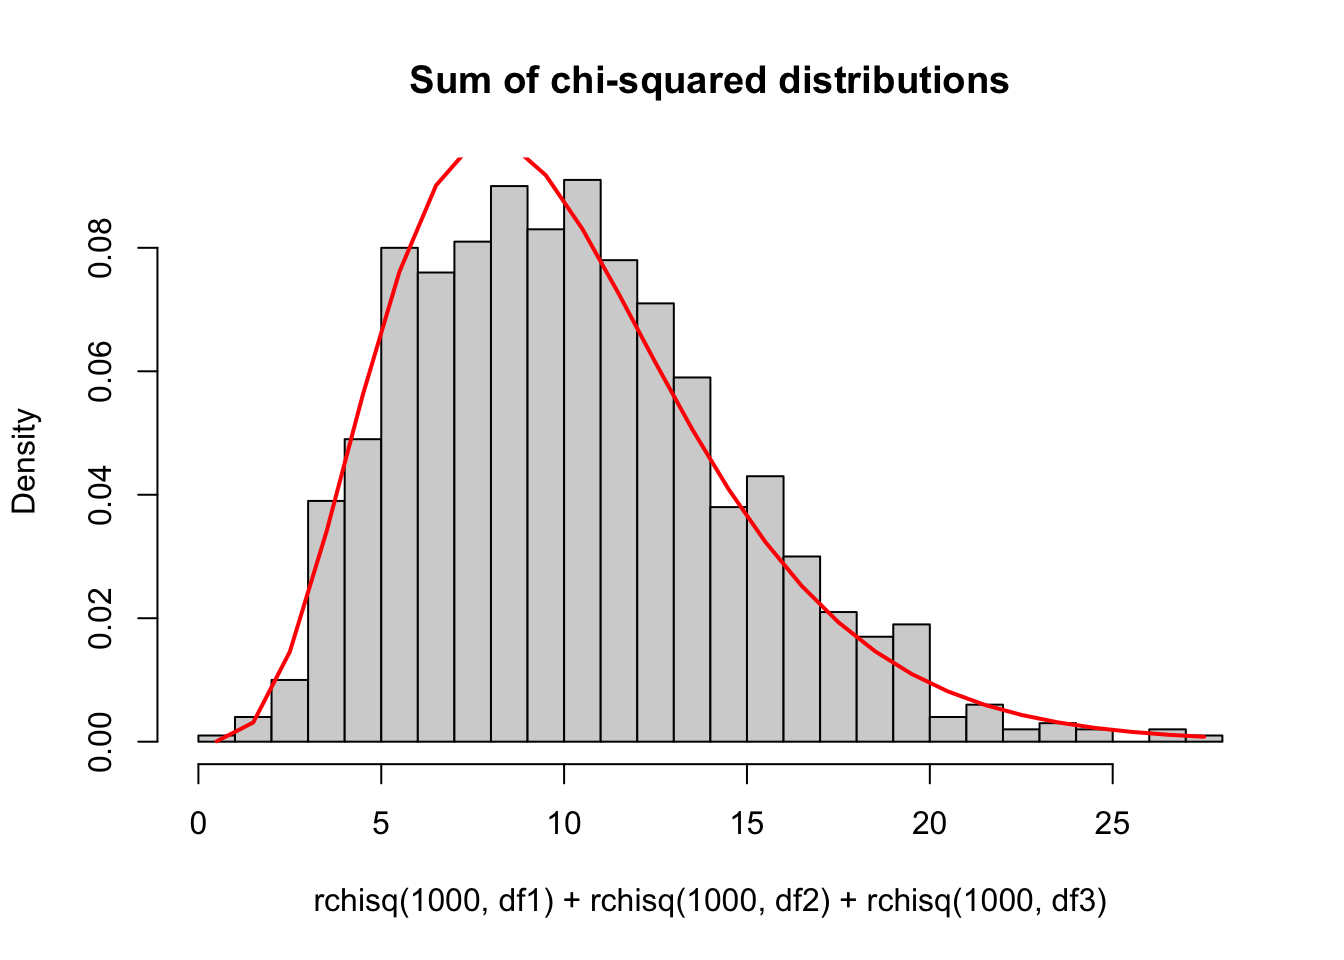 Sum of chi-squared distributions
Density
0.00 0.02 0.04 0.06 0.08
0 5 10 15 20 25
rchisq(1000, df1) + rchisq(1000, df2) + rchisq(1000, df3)